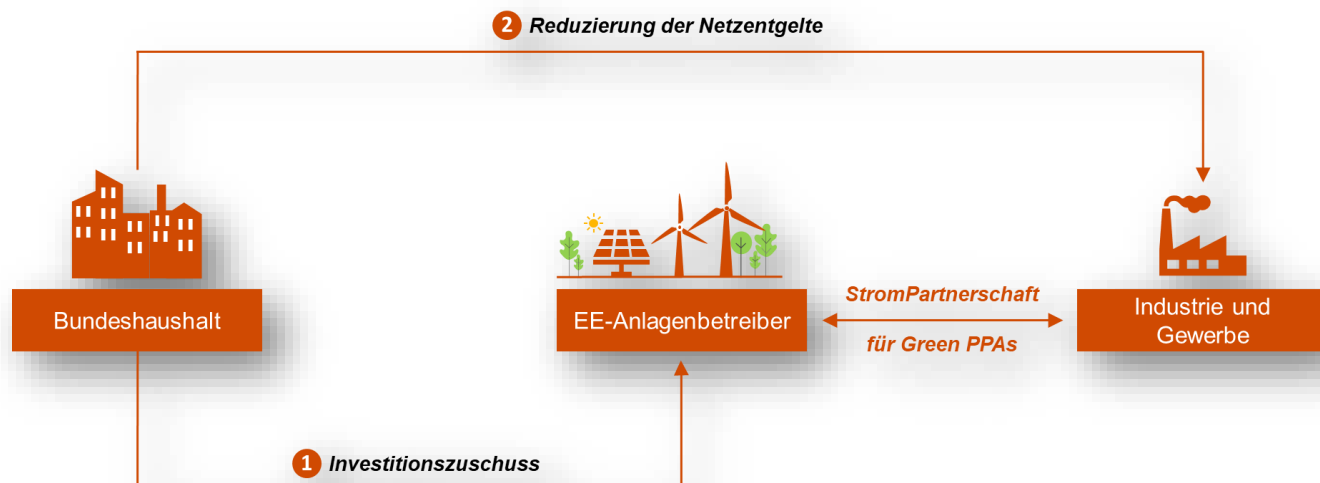 2 Reduzierung der Netzentgelte
Bundeshaushalt
EE-Anlagenbetreiber
StromPartnerschaft
für Green PPAs
Industrie und
Gewerbe
1 Investitionszuschuss